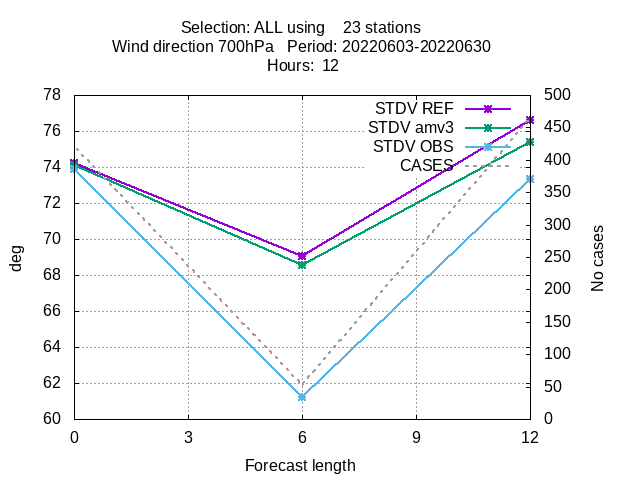 Selection: ALL using    23 stations
Wind direction 700hPa   Period: 20220603-20220630
Hours:  12
STDV REF
STDV amv3
STDV OBS
CASES
78
76
74
72
70
68
66
64
62
60
500
450
400
350
300
250
200
150
100
50
0
deg
No cases
0 3 6 9 12
Forecast length